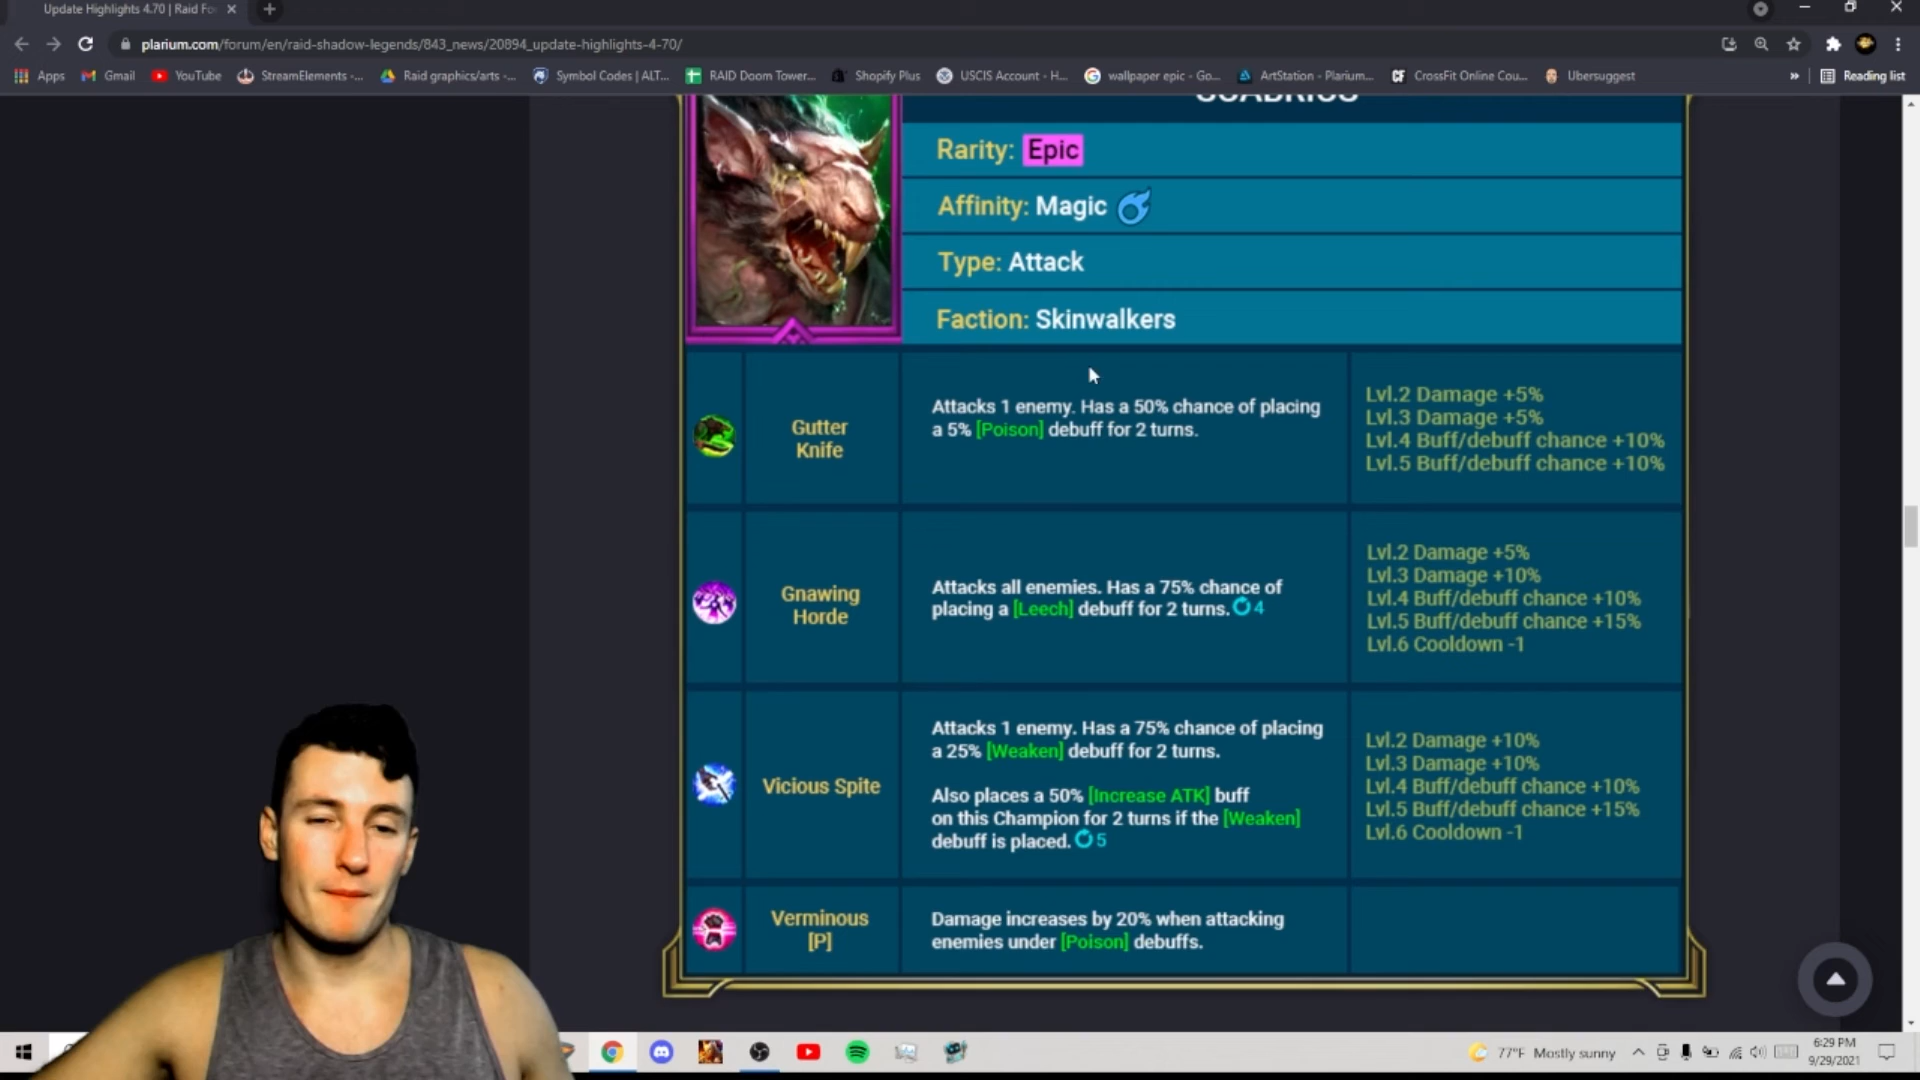 Update Highlights 4.70 | Raid Fo
plarium.com/forum/en/raid-shadow-legends/843_news/20894_update-highlights-4-70/
Apps Gmail YouTube StreamElements -... Raid graphics/arts -... Symbol Codes | ALT... RAID Doom Tower... Shopify Plus USCIS Account - H... wallpaper epic - Go... ArtStation - Plarium... CrossFit Online Cou... Ubersuggest » Reading list
Rarity: Epic
Affinity: Magic
Type: Attack
Faction: Skinwalkers
Gutter
Knife
Attacks 1 enemy. Has a 50% chance of placing
a 5% [Poison] debuff for 2 turns.
Lvl.2 Damage +5%
Lvl.3 Damage +5%
Lvl.4 Buff/debuff chance +10%
Lvl.5 Buff/debuff chance +10%
Gnawing
Horde
Attacks all enemies. Has a 75% chance of
placing a [Leech] debuff for 2 turns. 4
Lvl.2 Damage +5%
Lvl.3 Damage +10%
Lvl.4 Buff/debuff chance +10%
Lvl.5 Buff/debuff chance +15%
Lvl.6 Cooldown -1
Vicious Spite
Attacks 1 enemy. Has a 75% chance of placing
a 25% [Weaken] debuff for 2 turns.
Also places a 50% [Increase ATK] buff
on this Champion for 2 turns if the [Weaken]
debuff is placed. 5
Lvl.2 Damage +10%
Lvl.3 Damage +10%
Lvl.4 Buff/debuff chance +10%
Lvl.5 Buff/debuff chance +15%
Lvl.6 Cooldown -1
Verminous
[P]
Damage increases by 20% when attacking
enemies under [Poison] debuffs.
77°F Mostly sunny
6:29 PM
9/29/2021